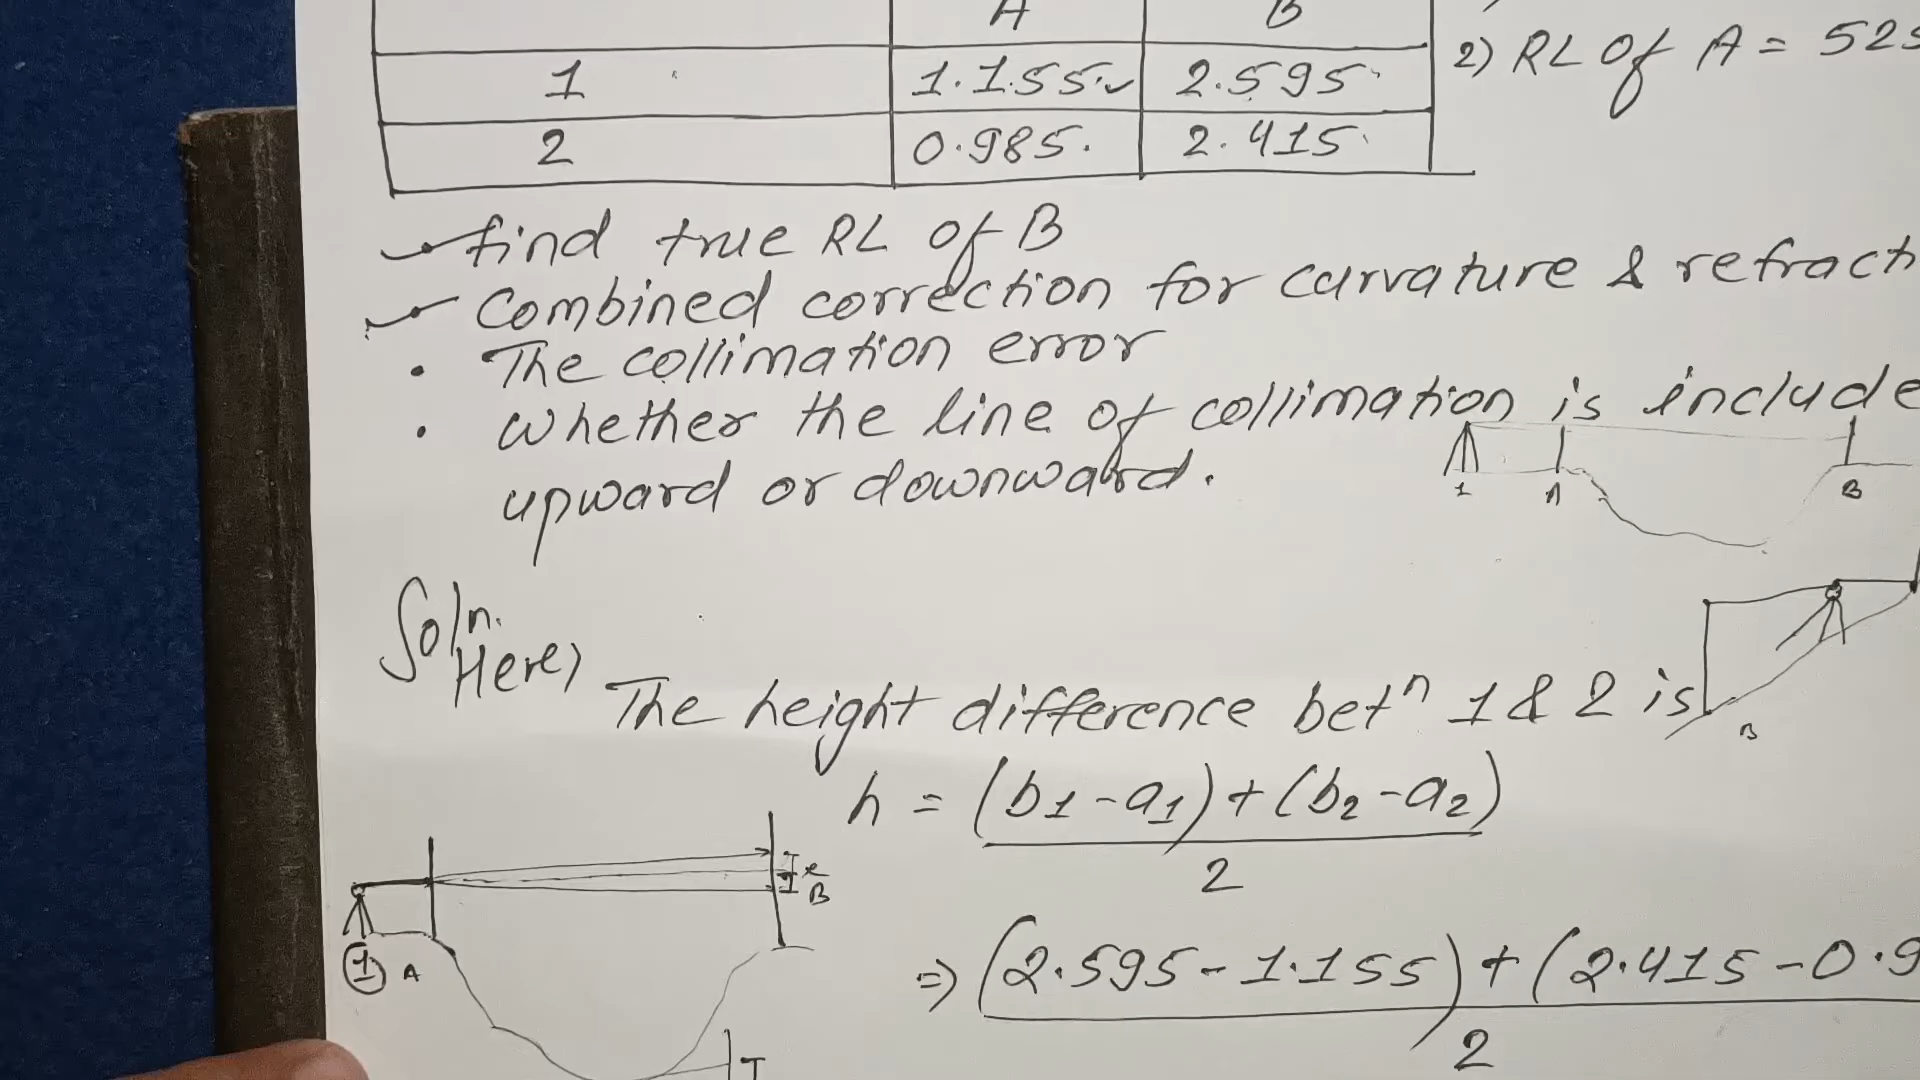 A B
1 1.155 2.595
2 0.985. 2.415
2) RL of A = 525
find true RL of B
Combined correction for curvature & refract
• The collimation error
• Whether the line of collimation is include
upward or downward.
1 A B
Soln.
Here,
The height difference betⁿ 1 & 2 is
B
h = (b1-a1)+(b2-a2)
2
e
B
1 A
=> (2.595-1.155)+(2.415-0.9
2